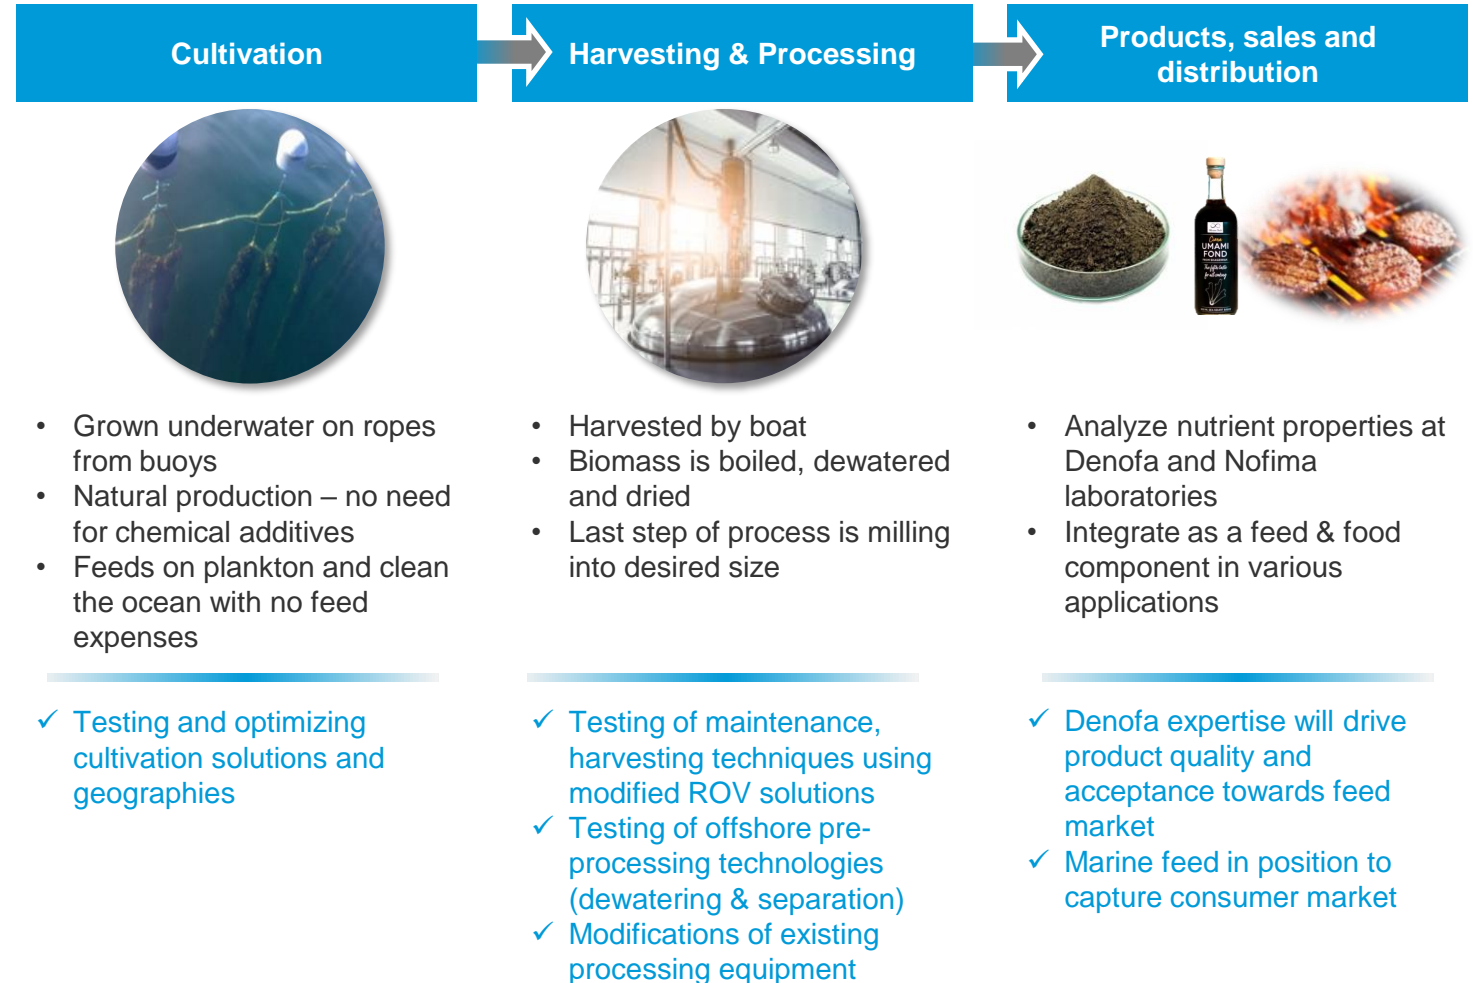 Cultivation
Harvesting & Processing
Products, sales and
distribution
UMAMI
FOND
• Grown underwater on ropes
from buoys
• Natural production – no need
for chemical additives
• Feeds on plankton and clean
the ocean with no feed
expenses
• Harvested by boat
• Biomass is boiled, dewatered
and dried
• Last step of process is milling
into desired size
• Analyze nutrient properties at
Denofa and Nofima
laboratories
• Integrate as a feed & food
component in various
applications
✓ Testing and optimizing
cultivation solutions and
geographies
✓ Testing of maintenance,
harvesting techniques using
modified ROV solutions
✓ Testing of offshore pre-
processing technologies
(dewatering & separation)
✓ Modifications of existing
processing equipment
✓ Denofa expertise will drive
product quality and
acceptance towards feed
market
✓ Marine feed in position to
capture consumer market